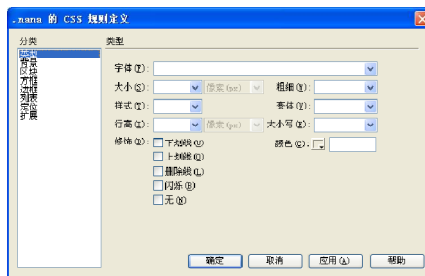 .nana 的 CSS 规则定义
分类
类型
类型
背景
区块
方框
边框
列表
定位
扩展
字体(F):
大小(S): 像素(px) 粗细(W):
样式(T): 变体(V):
行高(I): 像素(px) 大小写(E):
修饰(D): 下划线(U) 颜色(C):
上划线(O)
删除线(L)
闪烁(B)
无(N)
确定 取消 应用(A) 帮助